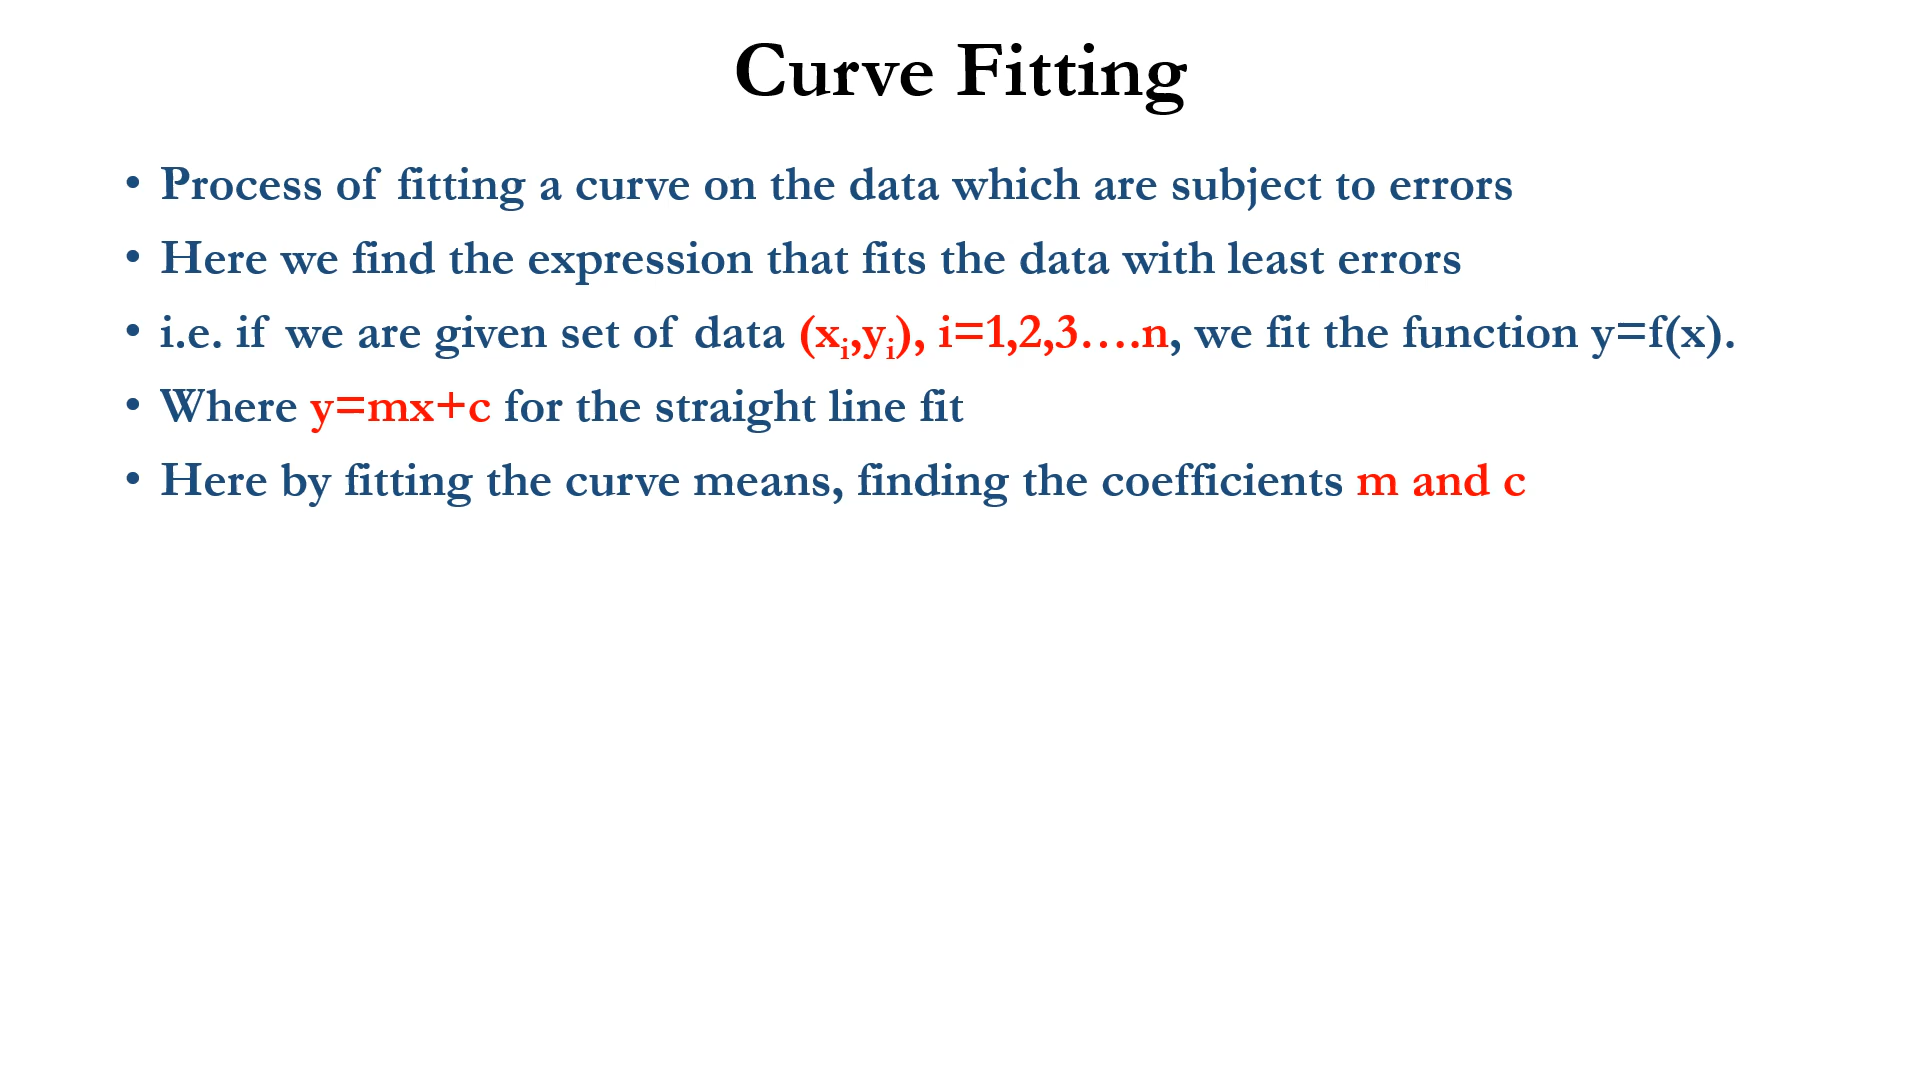 Curve Fitting
• Process of fitting a curve on the data which are subject to errors
• Here we find the expression that fits the data with least errors
• i.e. if we are given set of data (xᵢ,yᵢ), i=1,2,3….n, we fit the function y=f(x).
• Where y=mx+c for the straight line fit
• Here by fitting the curve means, finding the coefficients m and c